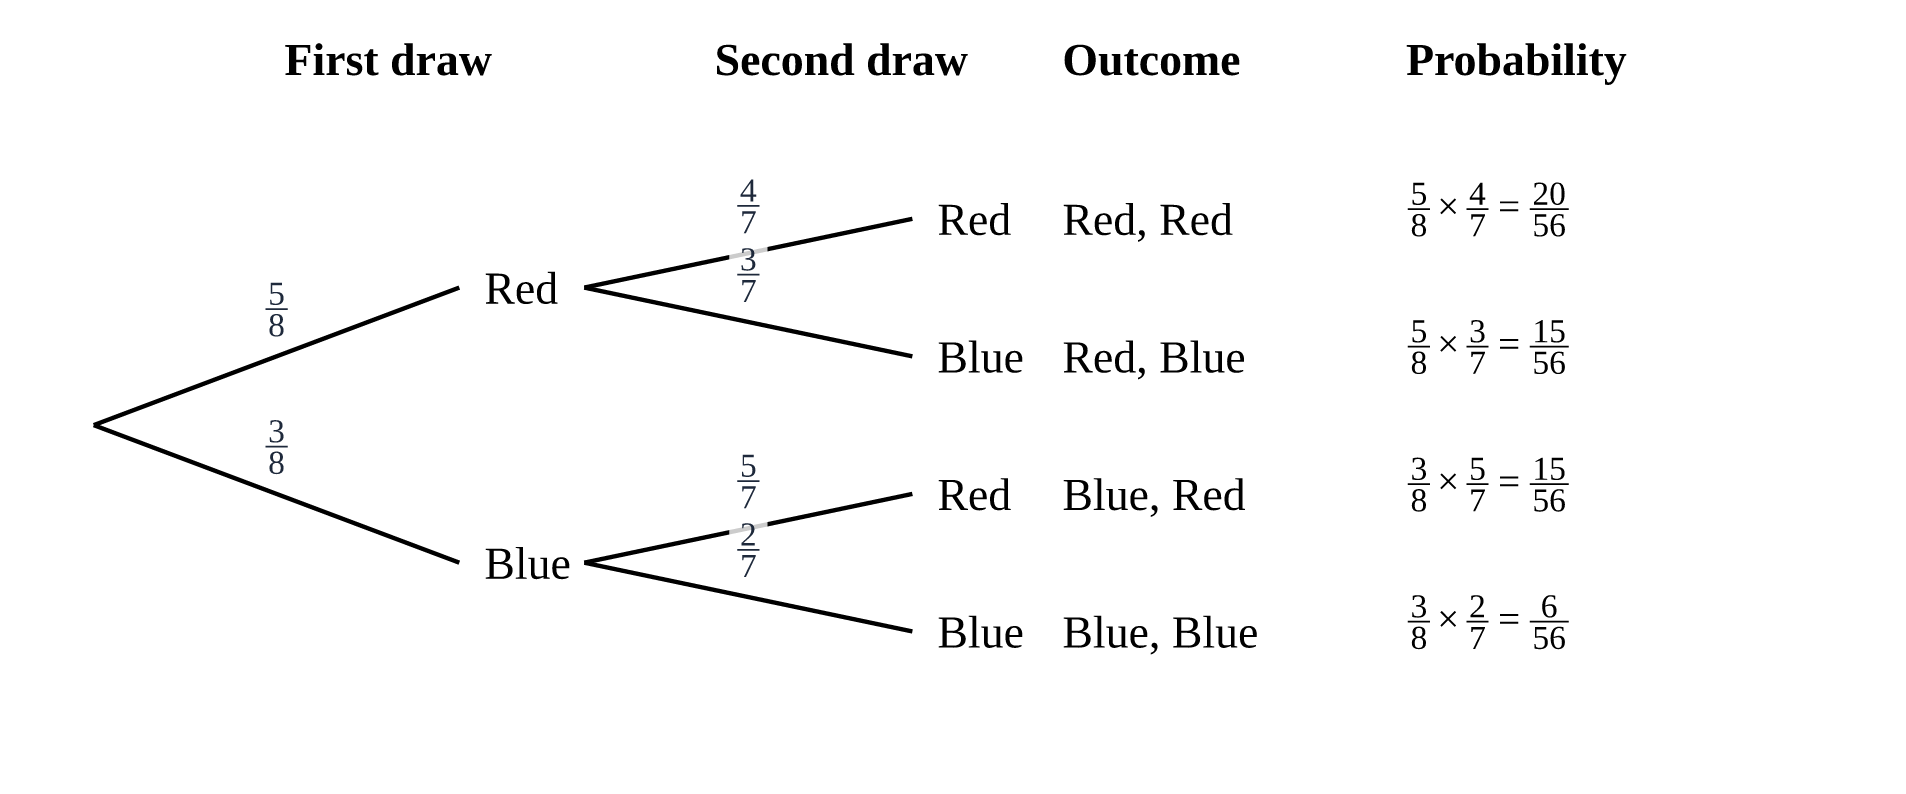 First draw Second draw Outcome Probability
4/7
Red Red, Red 5/8 × 4/7 = 20/56
3/7
5/8
Red
Blue Red, Blue 5/8 × 3/7 = 15/56
3/8
5/7
Red Blue, Red 3/8 × 5/7 = 15/56
2/7
Blue
Blue Blue, Blue 3/8 × 2/7 = 6/56